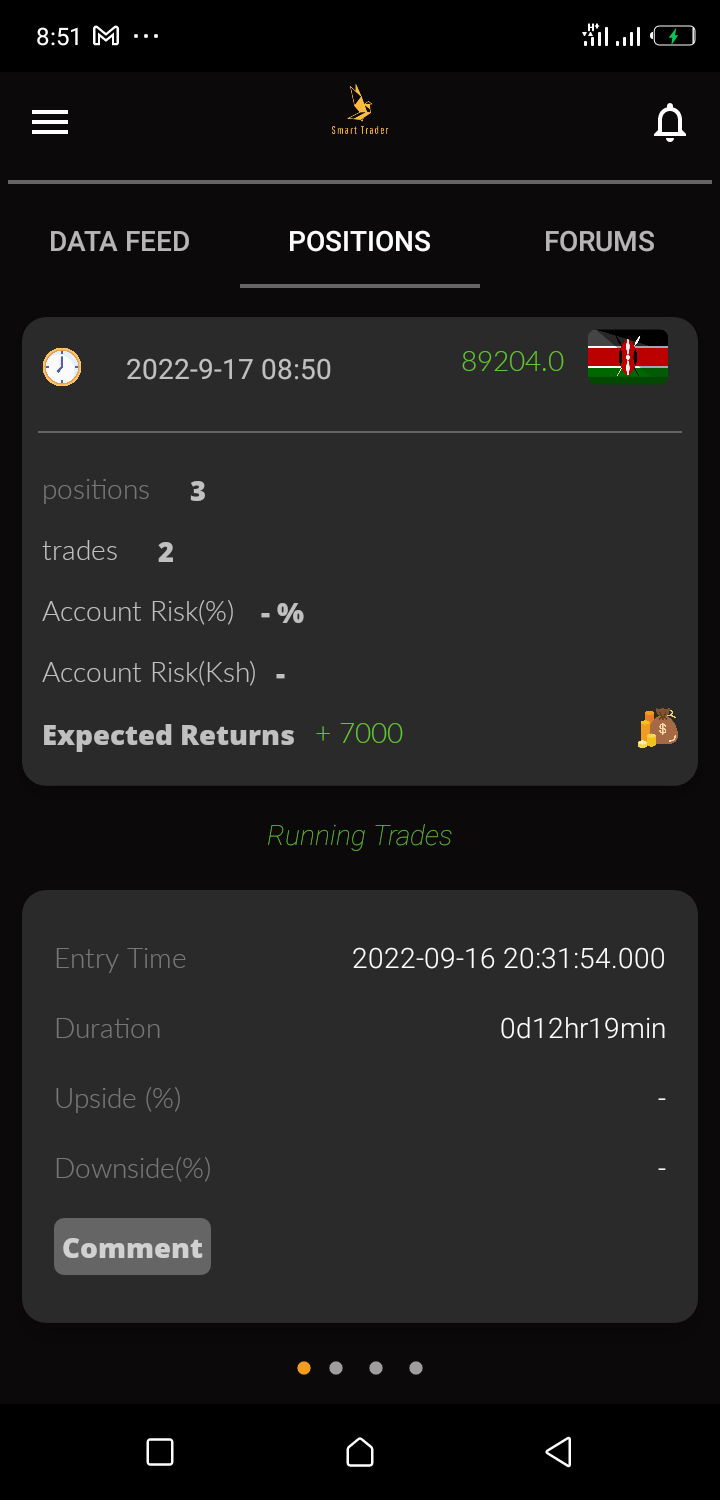 8:51
Smart Trader
DATA FEED POSITIONS FORUMS
2022-9-17 08:50 89204.0
positions 3
trades 2
Account Risk(%) - %
Account Risk(Ksh) -
Expected Returns + 7000
Running Trades
Entry Time 2022-09-16 20:31:54.000
Duration 0d12hr19min
Upside (%) -
Downside(%) -
Comment